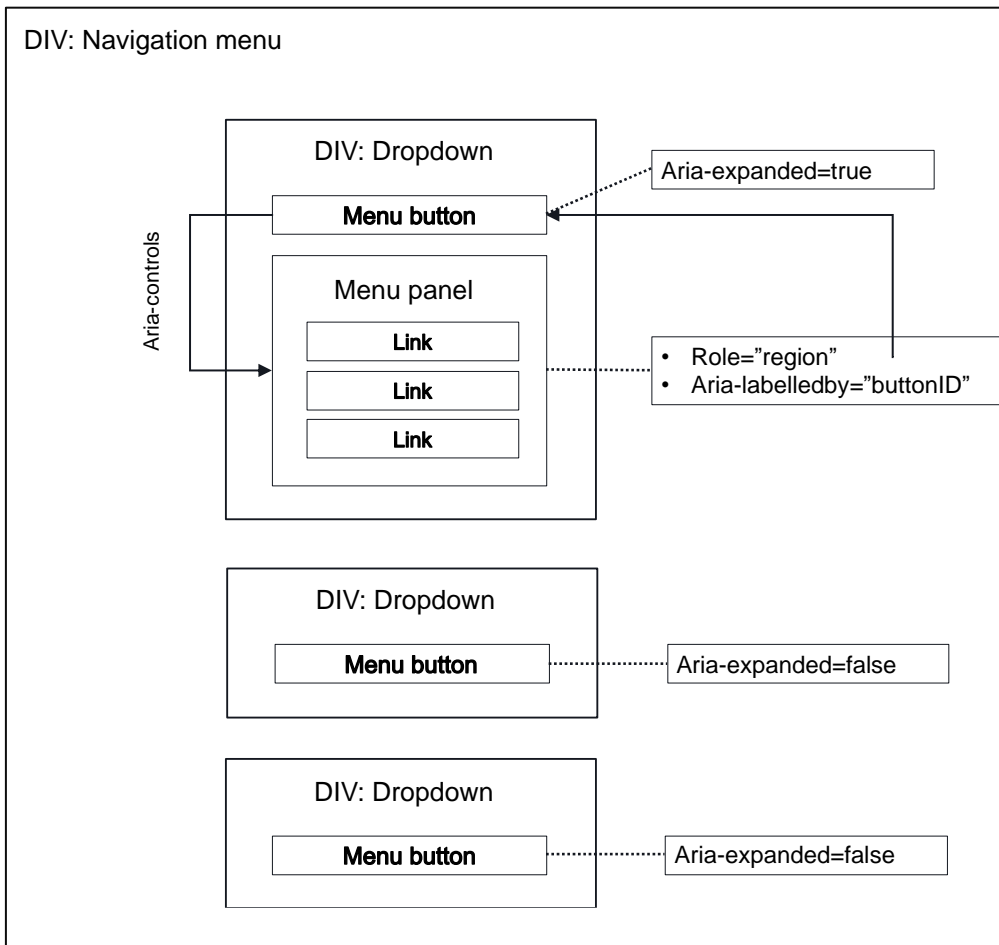 DIV: Navigation menu
DIV: Dropdown
Aria-expanded=true
Menu button
Aria-controls
Menu panel
Link
Link
Link
• Role=”region”
• Aria-labelledby=”buttonID”
DIV: Dropdown
Menu button
Aria-expanded=false
DIV: Dropdown
Menu button
Aria-expanded=false